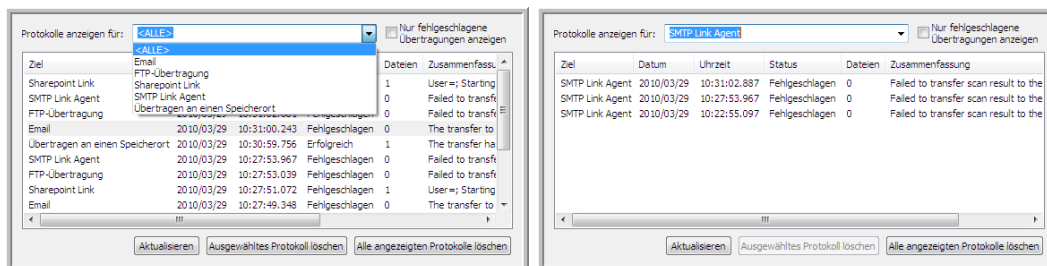 Protokolle anzeigen für: <ALLE>
Nur fehlgeschlagene
Übertragungen anzeigen
<ALLE>
Email
FTP-Übertragung
Sharepoint Link
SMTP Link Agent
Übertragen an einen Speicherort
Ziel Dateien Zusammenfassu
Sharepoint Link 1 User=; Starting
SMTP Link Agent 0 Failed to transfe
FTP-Übertragung 0 Failed to transfe
Email 2010/03/29 10:31:00.243 Fehlgeschlagen 0 The transfer to
Übertragen an einen Speicherort 2010/03/29 10:30:59.756 Erfolgreich 1 The transfer ha
SMTP Link Agent 2010/03/29 10:27:53.967 Fehlgeschlagen 0 Failed to transfe
FTP-Übertragung 2010/03/29 10:27:53.039 Fehlgeschlagen 0 Failed to transfe
Sharepoint Link 2010/03/29 10:27:51.072 Fehlgeschlagen 1 User=; Starting
Email 2010/03/29 10:27:49.348 Fehlgeschlagen 0 The transfer to
Aktualisieren Ausgewähltes Protokoll löschen Alle angezeigten Protokolle löschen
Protokolle anzeigen für: SMTP Link Agent
Nur fehlgeschlagene
Übertragungen anzeigen
Ziel Datum Uhrzeit Status Dateien Zusammenfassung
SMTP Link Agent 2010/03/29 10:31:02.887 Fehlgeschlagen 0 Failed to transfer scan result to the
SMTP Link Agent 2010/03/29 10:27:53.967 Fehlgeschlagen 0 Failed to transfer scan result to the
SMTP Link Agent 2010/03/29 10:22:55.097 Fehlgeschlagen 0 Failed to transfer scan result to the
Aktualisieren Ausgewähltes Protokoll löschen Alle angezeigten Protokolle löschen